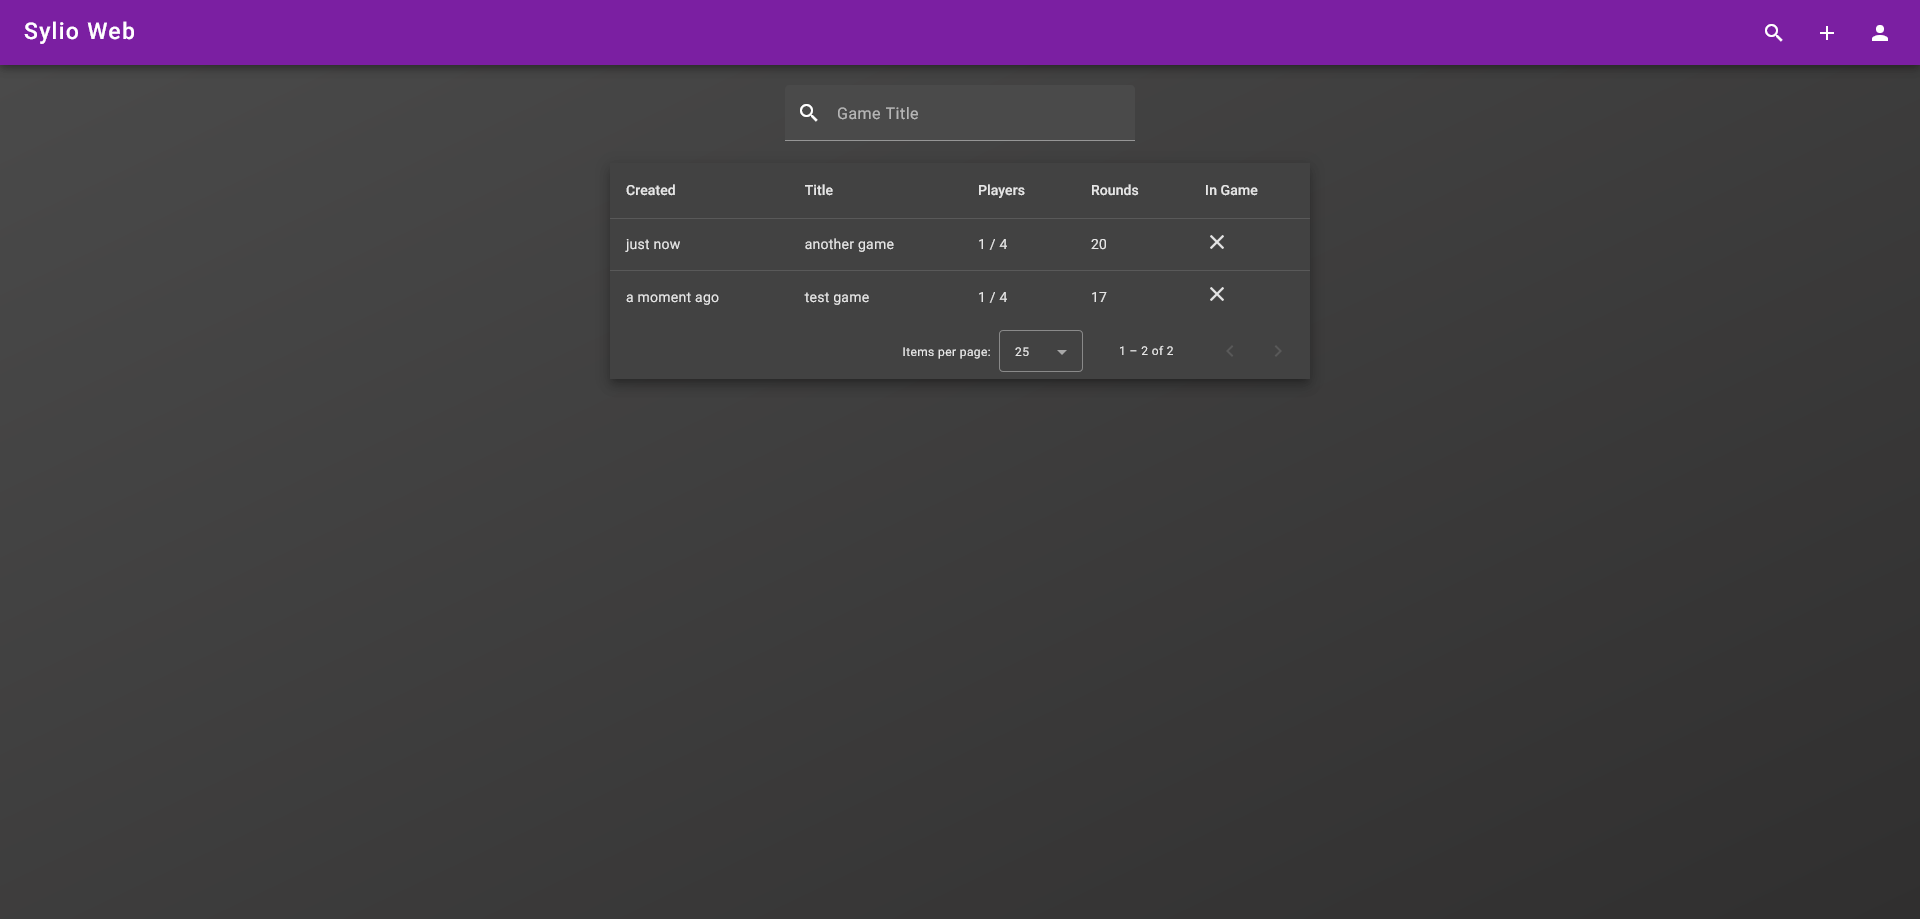 Sylio Web
Game Title
Created Title Players Rounds In Game
just now another game 1 / 4 20
a moment ago test game 1 / 4 17
Items per page: 25 1 – 2 of 2